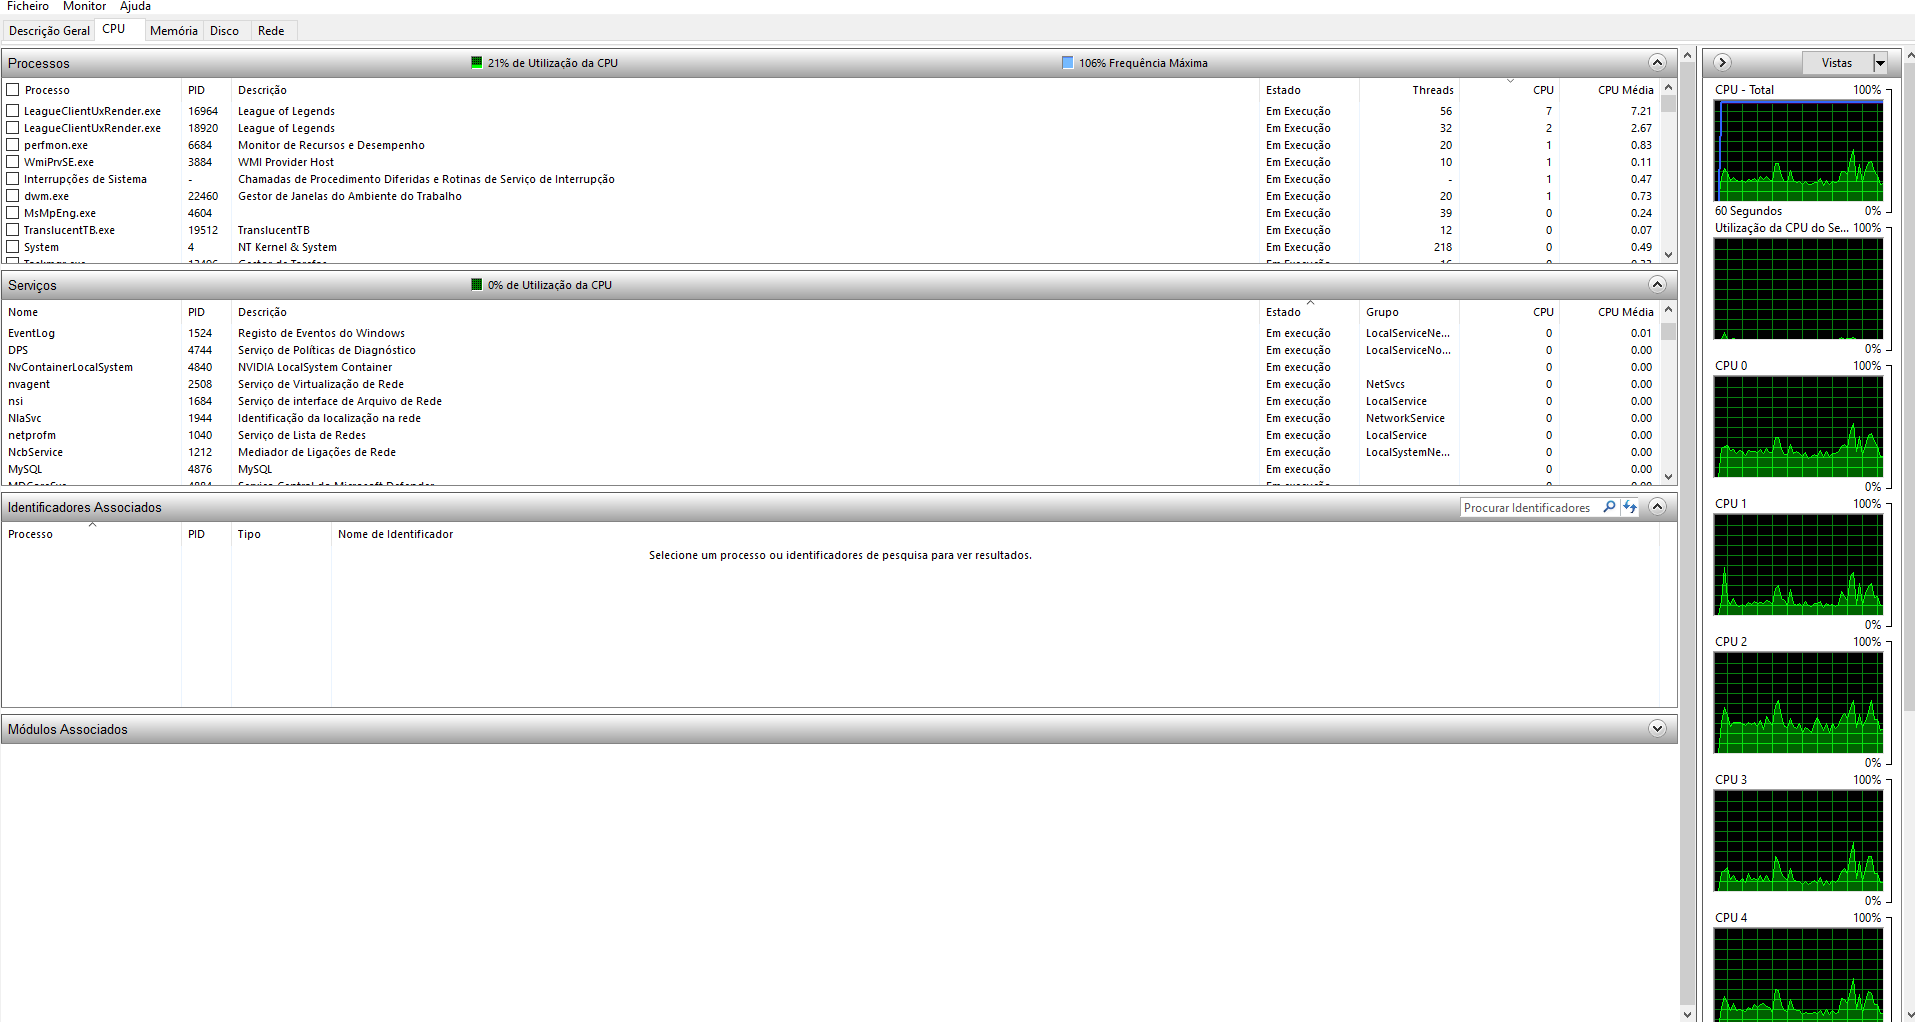 Ficheiro Monitor Ajuda
Descrição Geral CPU Memória Disco Rede
Processos 21% de Utilização da CPU 106% Frequência Máxima
Processo PID Descrição Estado Threads CPU CPU Média
LeagueClientUxRender.exe 16964 League of Legends Em Execução 56 7 7.21
LeagueClientUxRender.exe 18920 League of Legends Em Execução 32 2 2.67
perfmon.exe 6684 Monitor de Recursos e Desempenho Em Execução 20 1 0.83
WmiPrvSE.exe 3884 WMI Provider Host Em Execução 10 1 0.11
Interrupções de Sistema - Chamadas de Procedimento Diferidas e Rotinas de Serviço de Interrupção Em Execução - 1 0.47
dwm.exe 22460 Gestor de Janelas do Ambiente do Trabalho Em Execução 20 1 0.73
MsMpEng.exe 4604 Em Execução 39 0 0.24
TranslucentTB.exe 19512 TranslucentTB Em Execução 12 0 0.07
System 4 NT Kernel & System Em Execução 218 0 0.49
Serviços 0% de Utilização da CPU
Nome PID Descrição Estado Grupo CPU CPU Média
EventLog 1524 Registo de Eventos do Windows Em execução LocalServiceNe... 0 0.01
DPS 4744 Serviço de Políticas de Diagnóstico Em execução LocalServiceNo... 0 0.00
NvContainerLocalSystem 4840 NVIDIA LocalSystem Container Em execução 0 0.00
nvagent 2508 Serviço de Virtualização de Rede Em execução NetSvcs 0 0.00
nsi 1684 Serviço de interface de Arquivo de Rede Em execução LocalService 0 0.00
NlaSvc 1944 Identificação da localização na rede Em execução NetworkService 0 0.00
netprofm 1040 Serviço de Lista de Redes Em execução LocalService 0 0.00
NcbService 1212 Mediador de Ligações de Rede Em execução LocalSystemNe... 0 0.00
MySQL 4876 MySQL Em execução 0 0.00
Identificadores Associados Procurar Identificadores
Processo PID Tipo Nome de Identificador
Selecione um processo ou identificadores de pesquisa para ver resultados.
Módulos Associados
Vistas
CPU - Total 100%
60 Segundos 0%
Utilização da CPU do Se... 100%
0%
CPU 0 100%
0%
CPU 1 100%
0%
CPU 2 100%
0%
CPU 3 100%
0%
CPU 4 100%